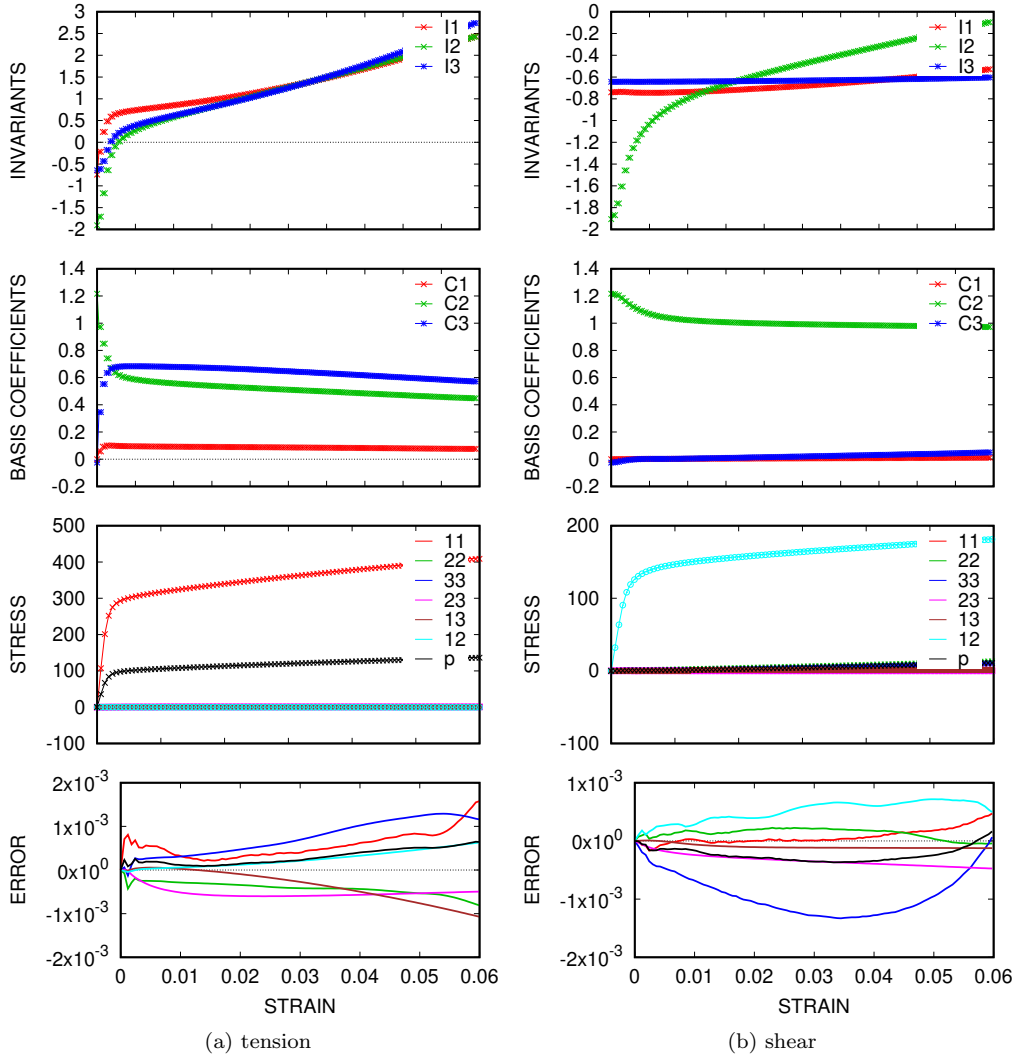 3
2.5
2
1.5
1
0.5
0
-0.5
-1
-1.5
-2
INVARIANTS
I1
I2
I3
0
-0.2
-0.4
-0.6
-0.8
-1
-1.2
-1.4
-1.6
-1.8
-2
INVARIANTS
I1
I2
I3
1.4
1.2
1
0.8
0.6
0.4
0.2
0
-0.2
BASIS COEFFICIENTS
C1
C2
C3
1.4
1.2
1
0.8
0.6
0.4
0.2
0
-0.2
BASIS COEFFICIENTS
C1
C2
C3
500
400
300
200
100
0
-100
STRESS
11
22
33
23
13
12
p
200
100
0
-100
STRESS
11
22
33
23
13
12
p
2x10^-3
1x10^-3
0x10^0
-1x10^-3
-2x10^-3
ERROR
0 0.01 0.02 0.03 0.04 0.05 0.06
STRAIN
1x10^-3
0x10^0
-1x10^-3
-2x10^-3
ERROR
0 0.01 0.02 0.03 0.04 0.05 0.06
STRAIN
(a) tension
(b) shear